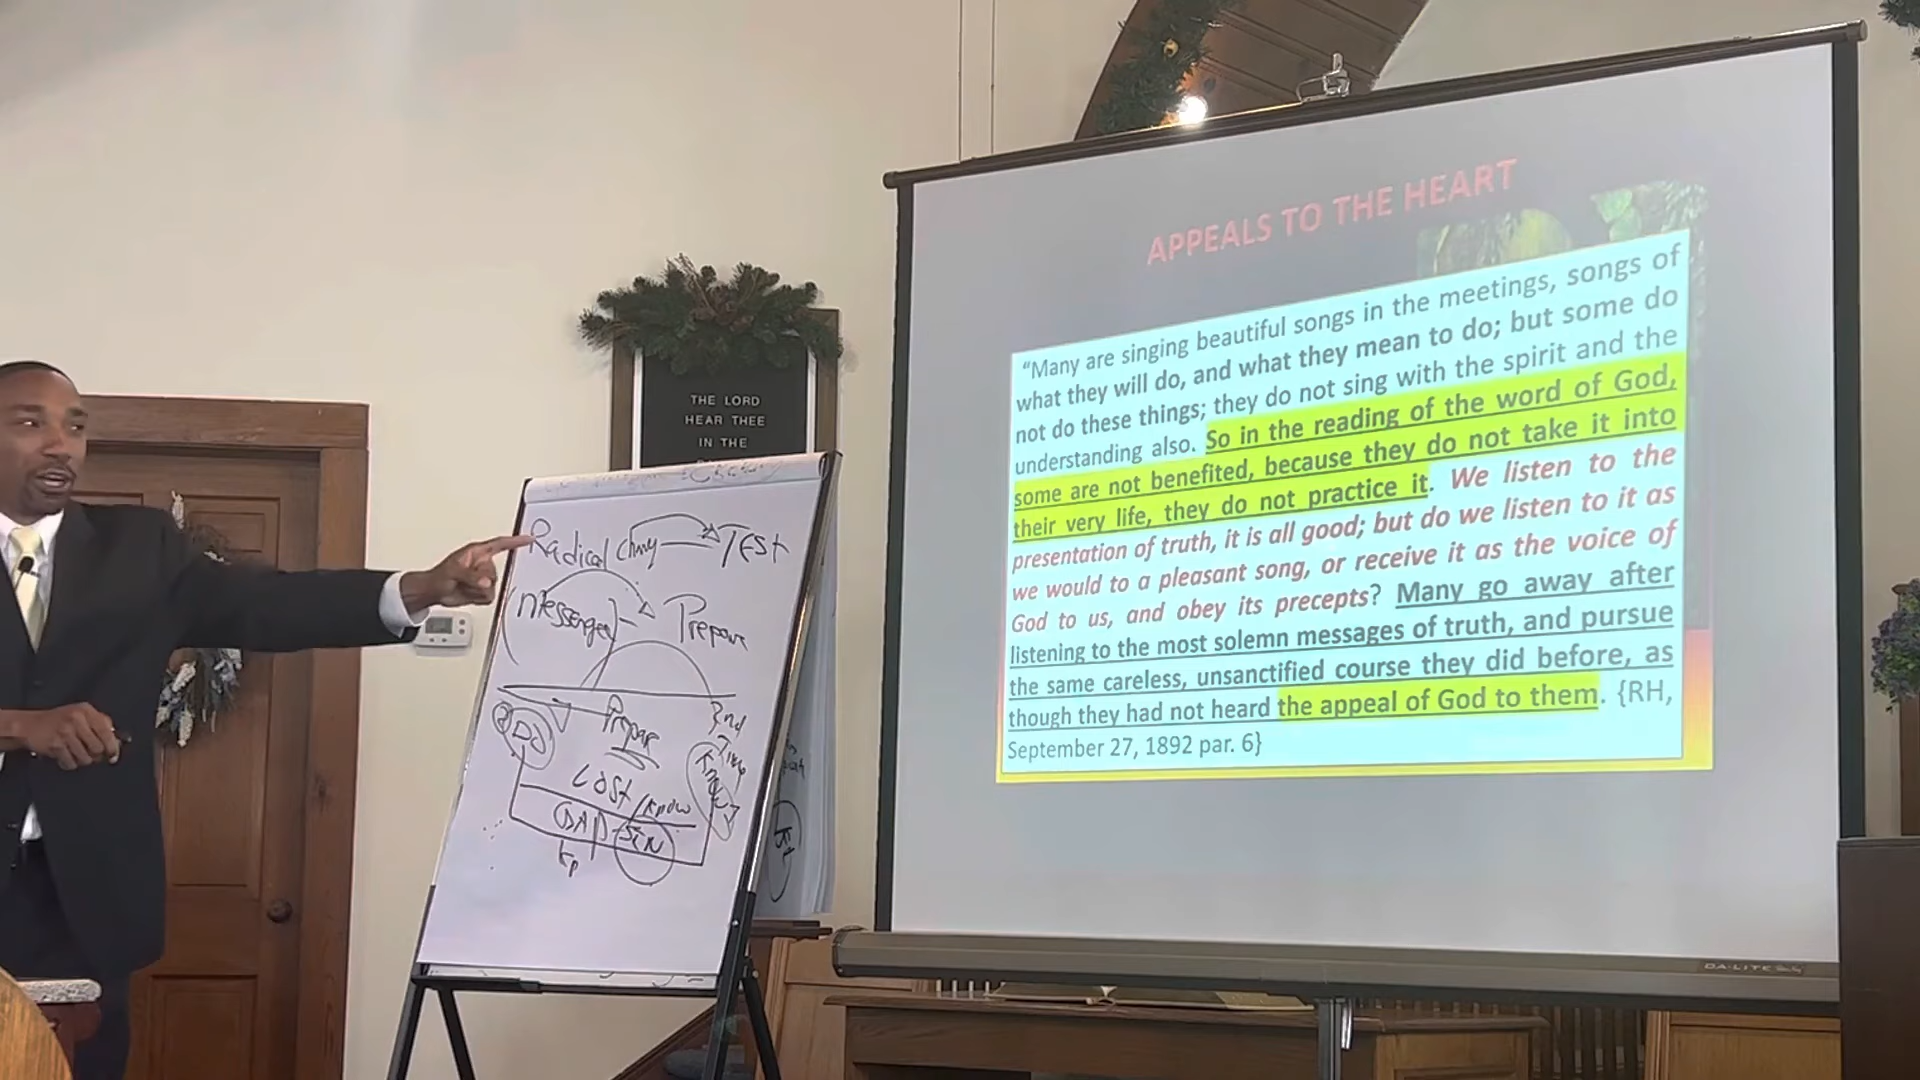 APPEALS TO THE HEART
“Many are singing beautiful songs in the meetings, songs of
what they will do, and what they mean to do; but some do
not do these things; they do not sing with the spirit and the
understanding also. So in the reading of the word of God,
some are not benefited, because they do not take it into
their very life, they do not practice it. We listen to the
presentation of truth, it is all good; but do we listen to it as
we would to a pleasant song, or receive it as the voice of
God to us, and obey its precepts? Many go away after
listening to the most solemn messages of truth, and pursue
the same careless, unsanctified course they did before, as
though they had not heard the appeal of God to them. {RH,
September 27, 1892 par. 6}
DA-LITE
THE LORD
HEAR THEE
IN THE
Radical TEST
Messenger Prepare
Prepare 2nd
Lost
know
SIN